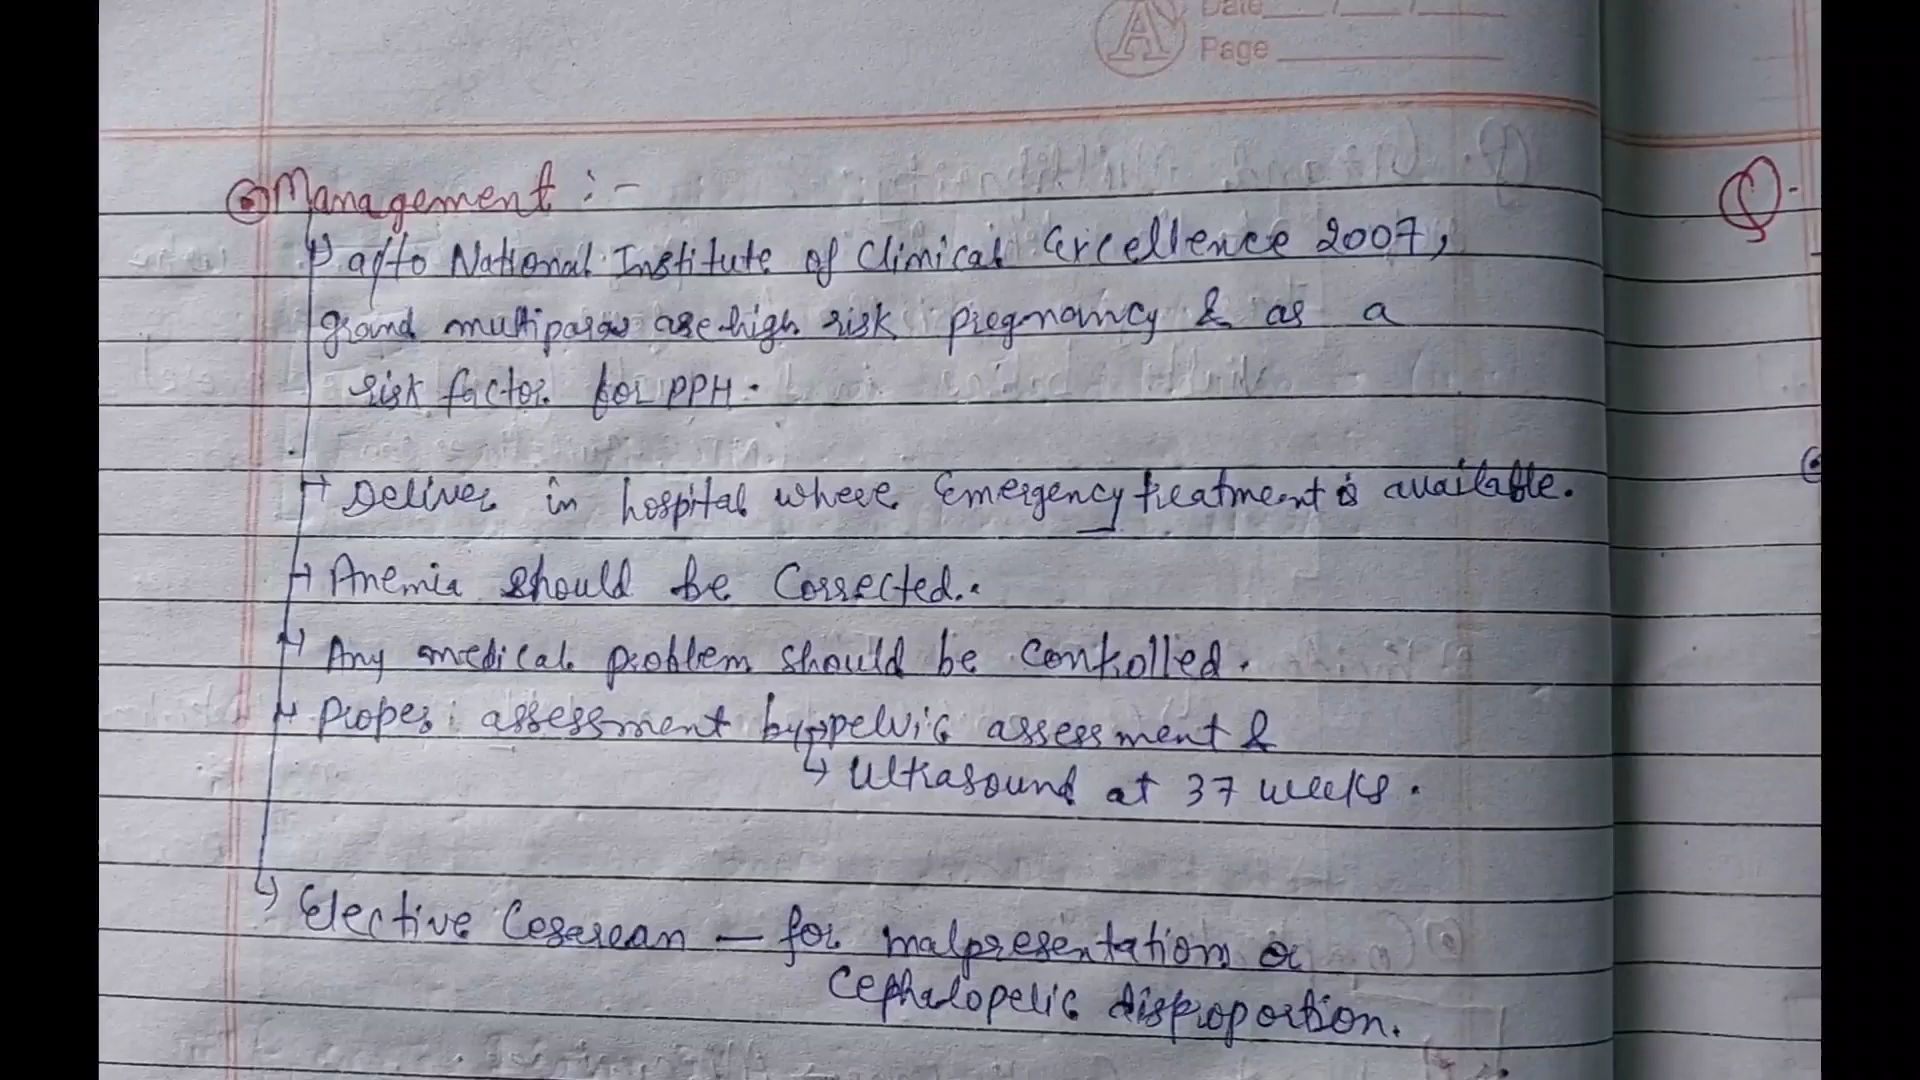 Date / /
Page
Management :-
ac/to National Institute of Clinical Excellence 2007,
grand multiparas are high risk pregnancy & as a
risk factor for PPH.
Deliver in hospital where Emergency treatment is available.
Anemia should be Corrected.
Any medical problem should be Controlled.
Proper assessment by pelvic assessment &
Ultrasound at 37 weeks.
Elective Cesarean — for malpresentation or
Cephalopelic disproportion.
Q.